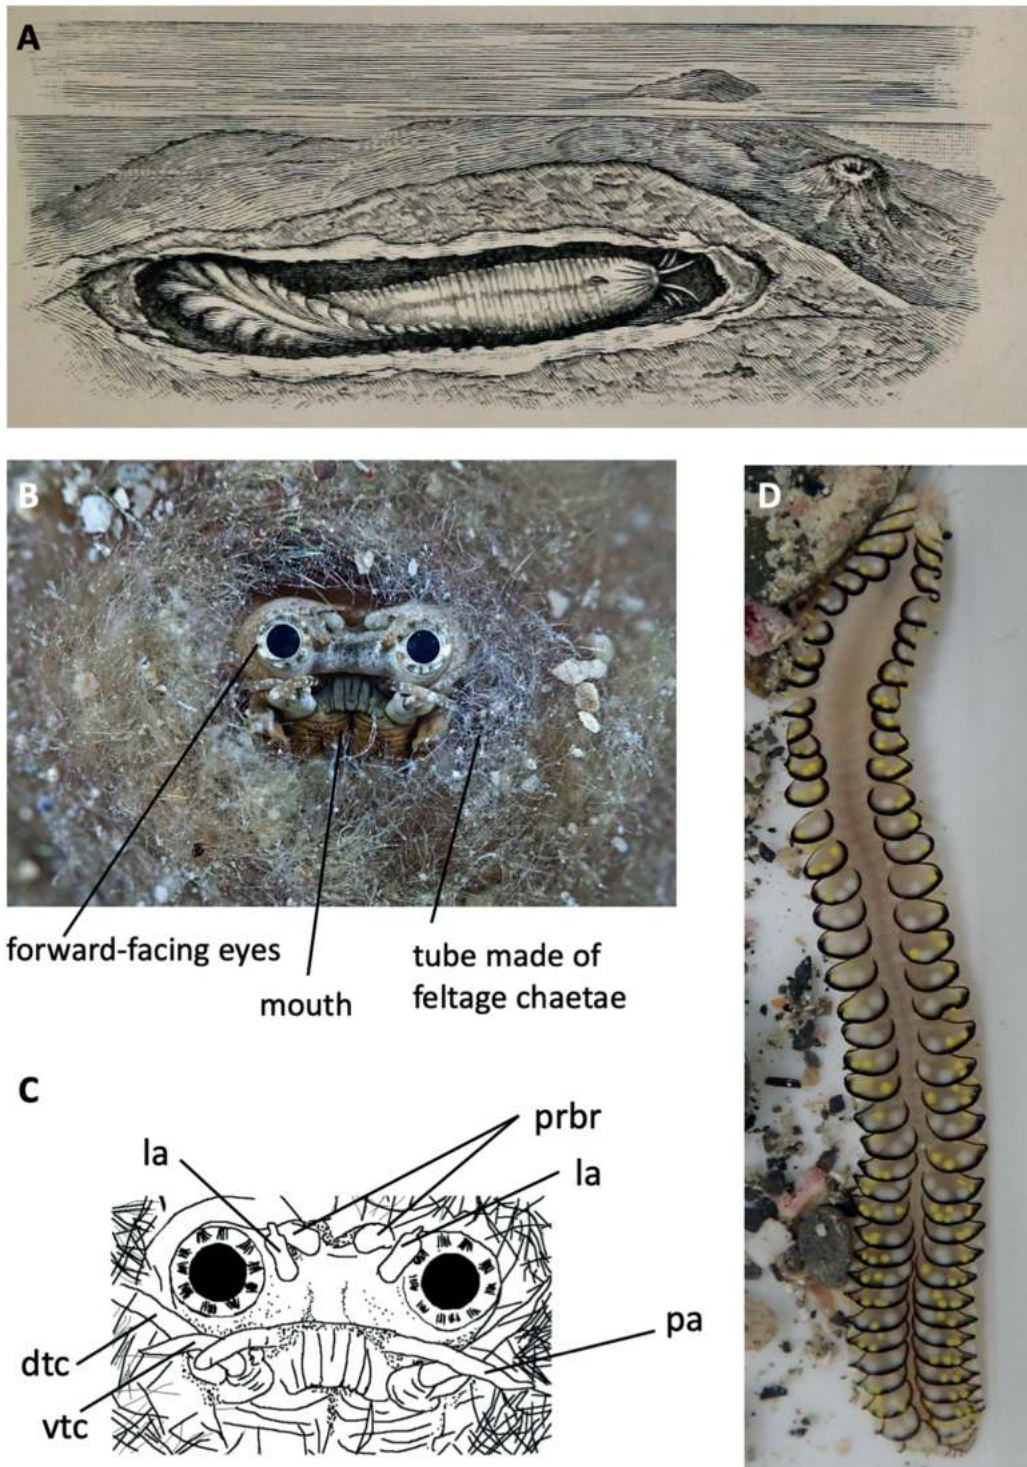 A
B
D
forward-facing eyes
mouth
tube made of
feltage chaetae
C
prbr
la
la
pa
dtc
vtc